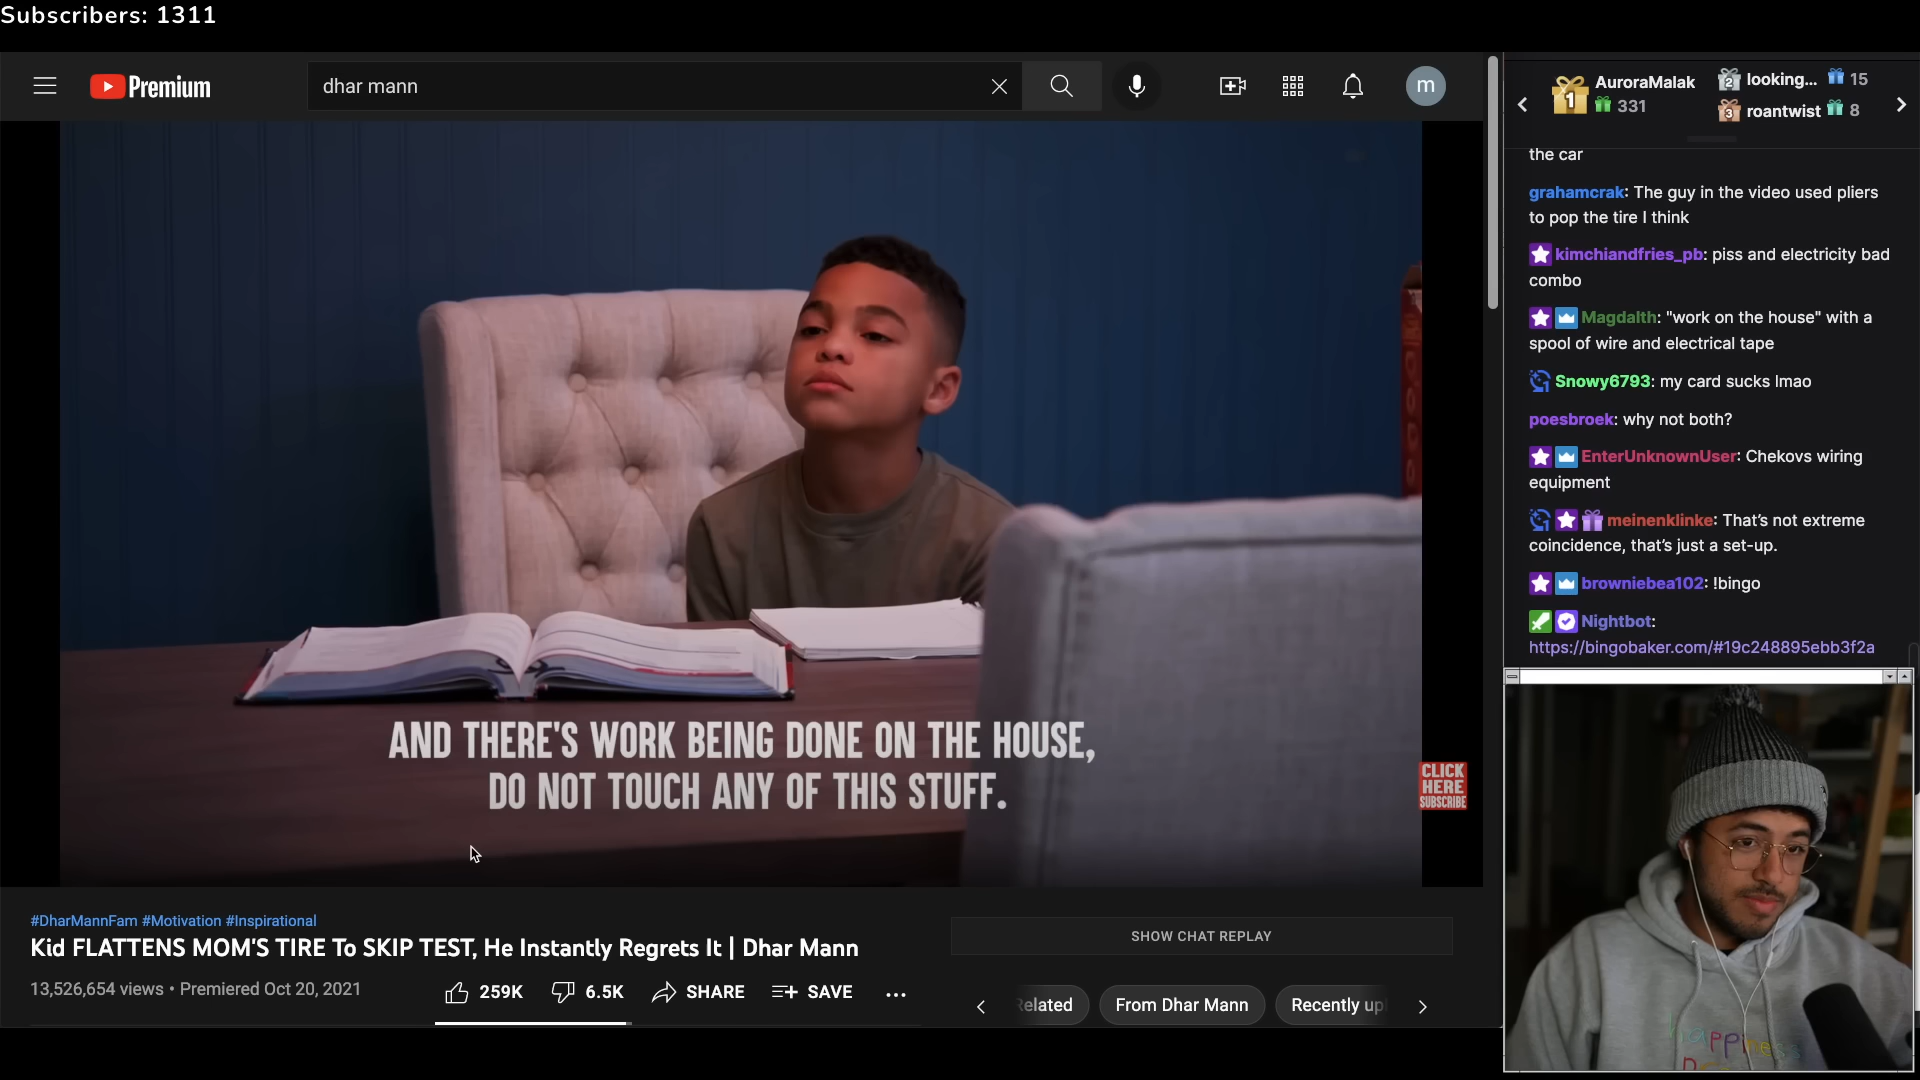 Subscribers: 1311
Premium
dhar mann
m
1
AuroraMalak
331
2
looking...
15
3
roantwist
8
the car
grahamcrak: The guy in the video used pliers
to pop the tire I think
kimchiandfries_pb: piss and electricity bad
combo
Magdalth: "work on the house" with a
spool of wire and electrical tape
Snowy6793: my card sucks lmao
poesbroek: why not both?
EnterUnknownUser: Chekovs wiring
equipment
meinenklinke: That's not extreme
coincidence, that's just a set-up.
browniebea102: !bingo
Nightbot:
https://bingobaker.com/#19c248895ebb3f2a
AND THERE'S WORK BEING DONE ON THE HOUSE,
DO NOT TOUCH ANY OF THIS STUFF.
CLICK
HERE
SUBSCRIBE
#DharMannFam #Motivation #Inspirational
Kid FLATTENS MOM'S TIRE To SKIP TEST, He Instantly Regrets It | Dhar Mann
13,526,654 views • Premiered Oct 20, 2021
259K
6.5K
SHARE
SAVE
SHOW CHAT REPLAY
elated
From Dhar Mann
Recently up
happiness